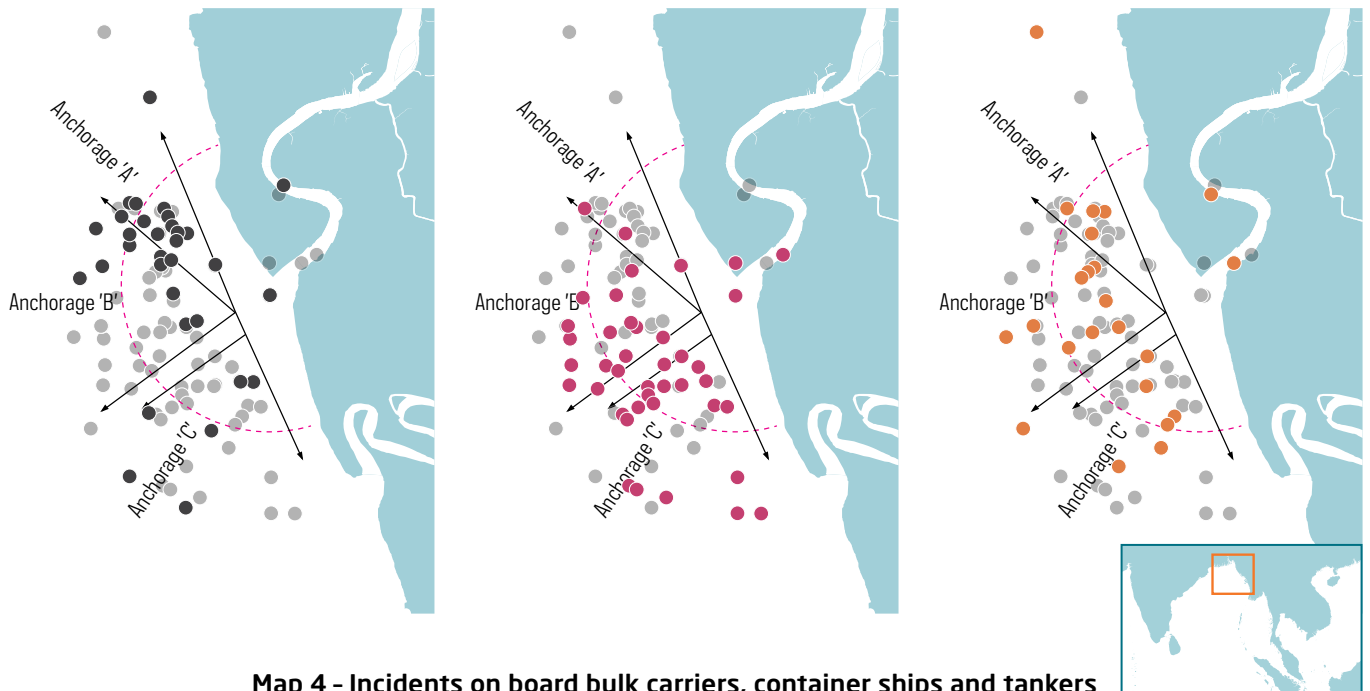 Anchorage 'A'
Anchorage 'B'
Anchorage 'C'
Anchorage 'A'
Anchorage 'B'
Anchorage 'C'
Anchorage 'A'
Anchorage 'B'
Anchorage 'C'
Map 4 - Incidents on board bulk carriers, container ships and tankers